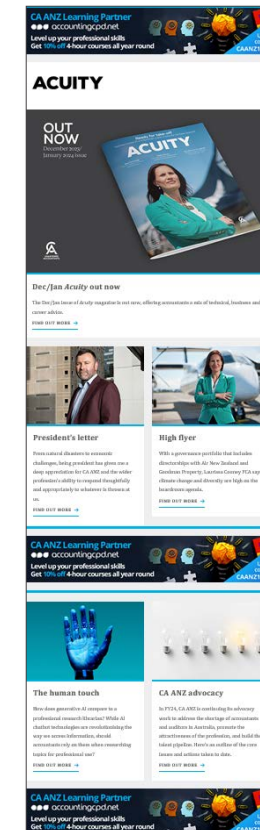 CA ANZ Learning Partner
accountingcpd.net
Level up your professional skills
Get 10% off 4-hour courses all year round
CAANZ1
ACUITY
OUT
NOW
December 2023/
January 2024 issue
ACUITY
Dec/Jan Acuity out now
The Dec/Jan issue of Acuity magazine is out now, offering accountants a mix of technical, business and
career advice.
FIND OUT MORE →
President's letter
From natural disasters to economic
challenges, being president has given me a
deep appreciation for CA ANZ and the wider
profession's ability to respond thoughtfully
and appropriately to whatever is thrown at
us.
FIND OUT MORE →
High flyer
With a governance portfolio that includes
directorships with Air New Zealand and
Goodman Property, Laurissa Cooney FCA says
climate change and diversity are high on the
boardroom agenda.
FIND OUT MORE →
CA ANZ Learning Partner
accountingcpd.net
Level up your professional skills
Get 10% off 4-hour courses all year round
CAANZ1
The human touch
How does generative AI compare to a
professional research librarian? While AI
chatbot technologies are revolutionising the
way we access information, should
accountants rely on them when researching
topics for professional use?
FIND OUT MORE →
CA ANZ advocacy
In FY24, CA ANZ is continuing its advocacy
work to address the shortage of accountants
and auditors in Australia, promote the
attractiveness of the profession, and build the
talent pipeline. Here's an outline of the core
issues and actions taken to date.
FIND OUT MORE →
CA ANZ Learning Partner
accountingcpd.net
Level up your professional skills
Get 10% off 4-hour courses all year round
CAANZ1